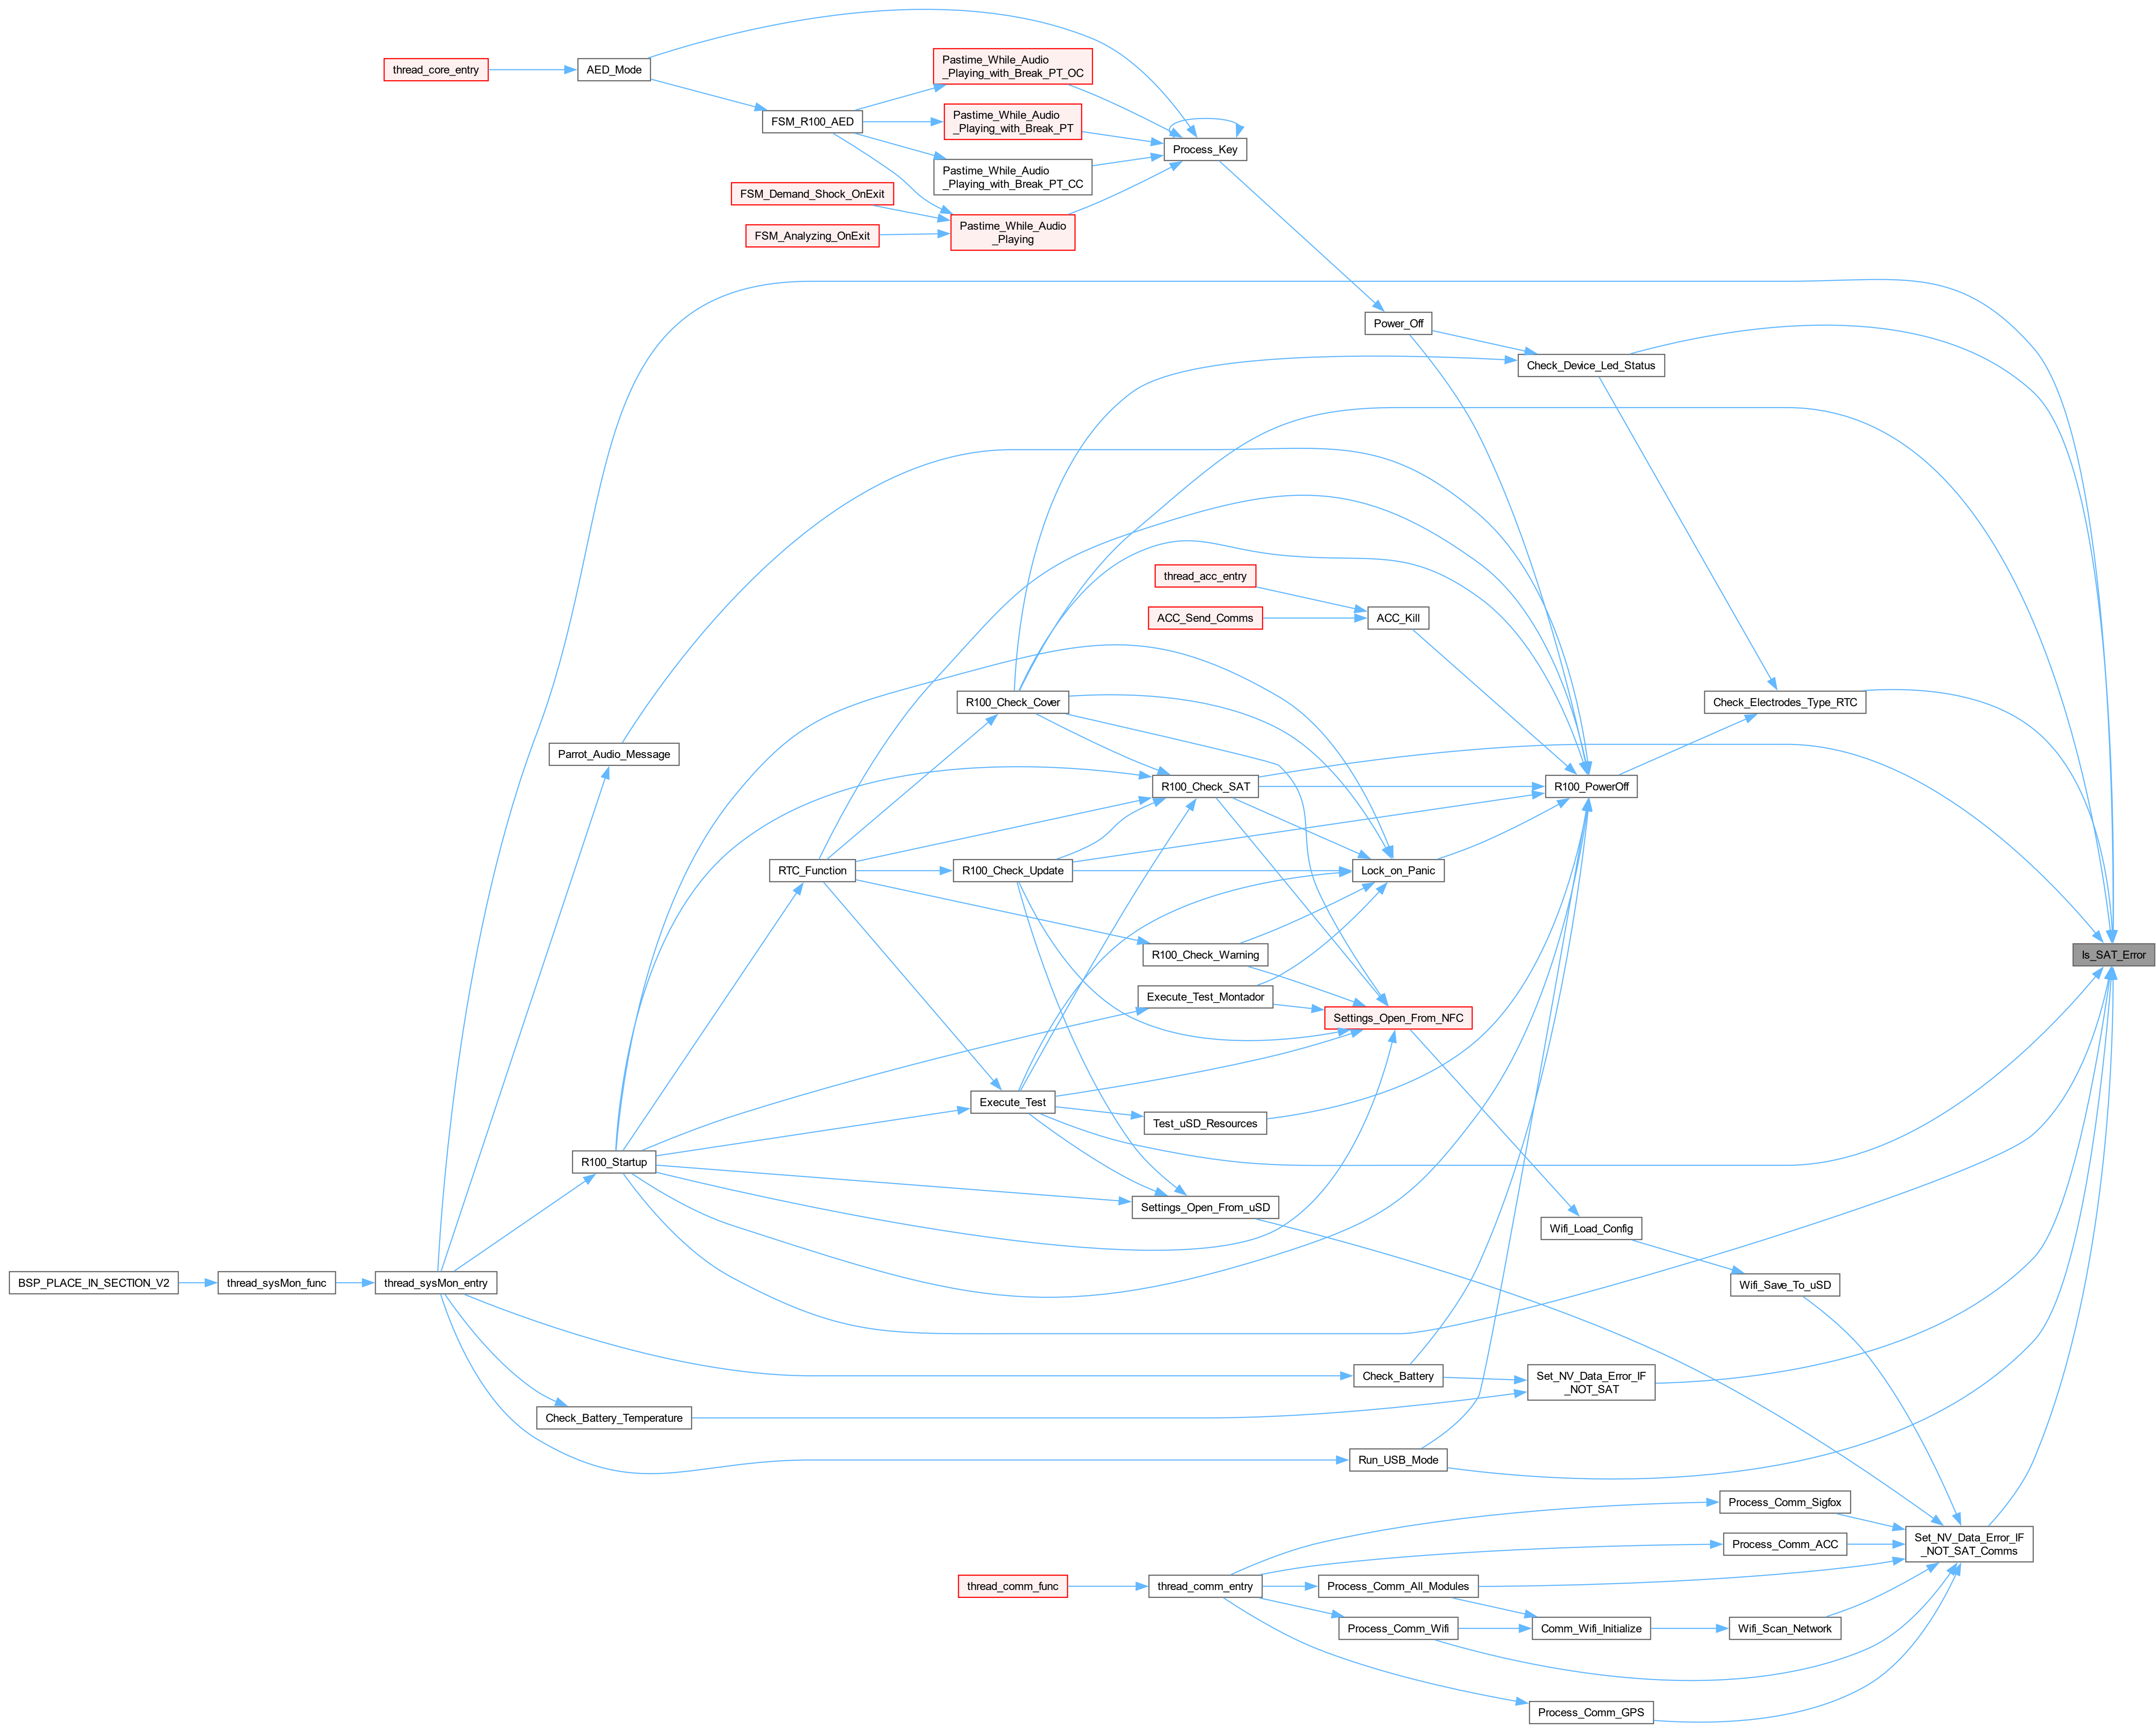 thread_core_entry
AED_Mode
Pastime_While_Audio
_Playing_with_Break_PT_OC
FSM_R100_AED
Pastime_While_Audio
_Playing_with_Break_PT
Process_Key
Pastime_While_Audio
_Playing_with_Break_PT_CC
FSM_Demand_Shock_OnExit
FSM_Analyzing_OnExit
Pastime_While_Audio
_Playing
Power_Off
Check_Device_Led_Status
thread_acc_entry
ACC_Send_Comms
ACC_Kill
R100_Check_Cover
Check_Electrodes_Type_RTC
Parrot_Audio_Message
R100_Check_SAT
R100_PowerOff
RTC_Function
R100_Check_Update
Lock_on_Panic
R100_Check_Warning
Is_SAT_Error
Execute_Test_Montador
Settings_Open_From_NFC
Execute_Test
Test_uSD_Resources
R100_Startup
Settings_Open_From_uSD
Wifi_Load_Config
BSP_PLACE_IN_SECTION_V2
thread_sysMon_func
thread_sysMon_entry
Wifi_Save_To_uSD
Check_Battery
Set_NV_Data_Error_IF
_NOT_SAT
Check_Battery_Temperature
Run_USB_Mode
Process_Comm_Sigfox
Set_NV_Data_Error_IF
_NOT_SAT_Comms
Process_Comm_ACC
thread_comm_func
thread_comm_entry
Process_Comm_All_Modules
Process_Comm_Wifi
Comm_Wifi_Initialize
Wifi_Scan_Network
Process_Comm_GPS